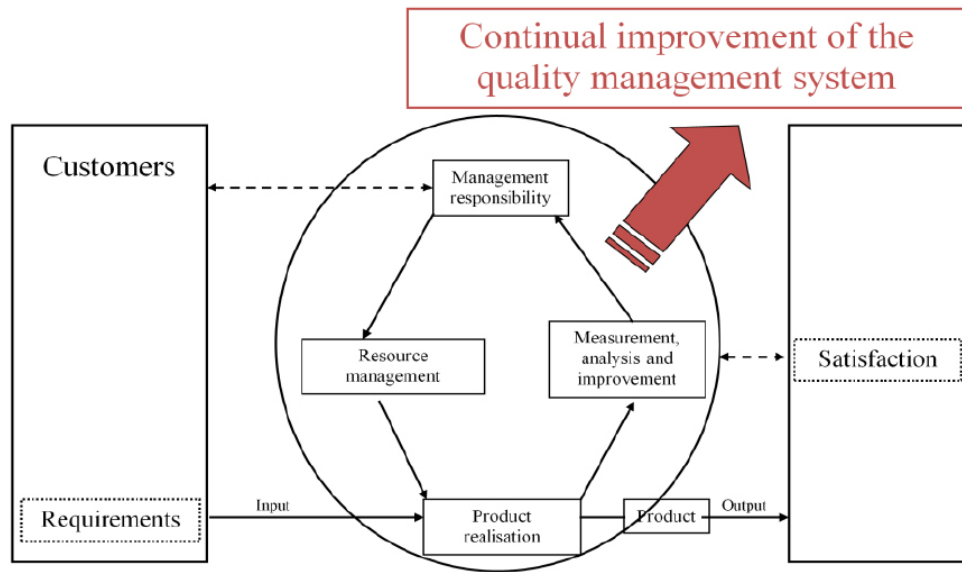 Continual improvement of the
quality management system
Customers
Management
responsibility
Resource
management
Measurement,
analysis and
improvement
Satisfaction
Requirements
Input
Product
realisation
Product
Output